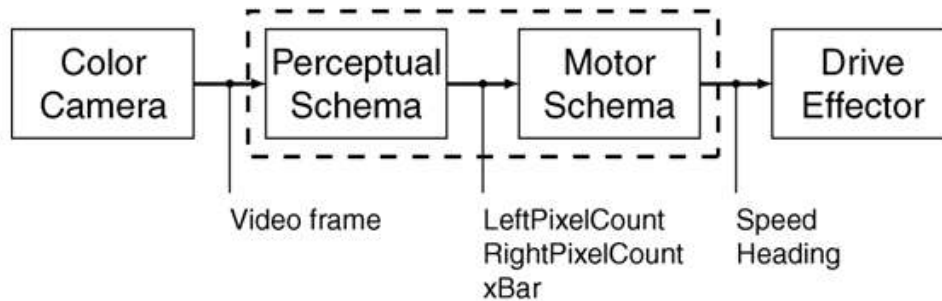 Color
Camera
Perceptual
Schema
Motor
Schema
Drive
Effector
Video frame
LeftPixelCount
RightPixelCount
xBar
Speed
Heading